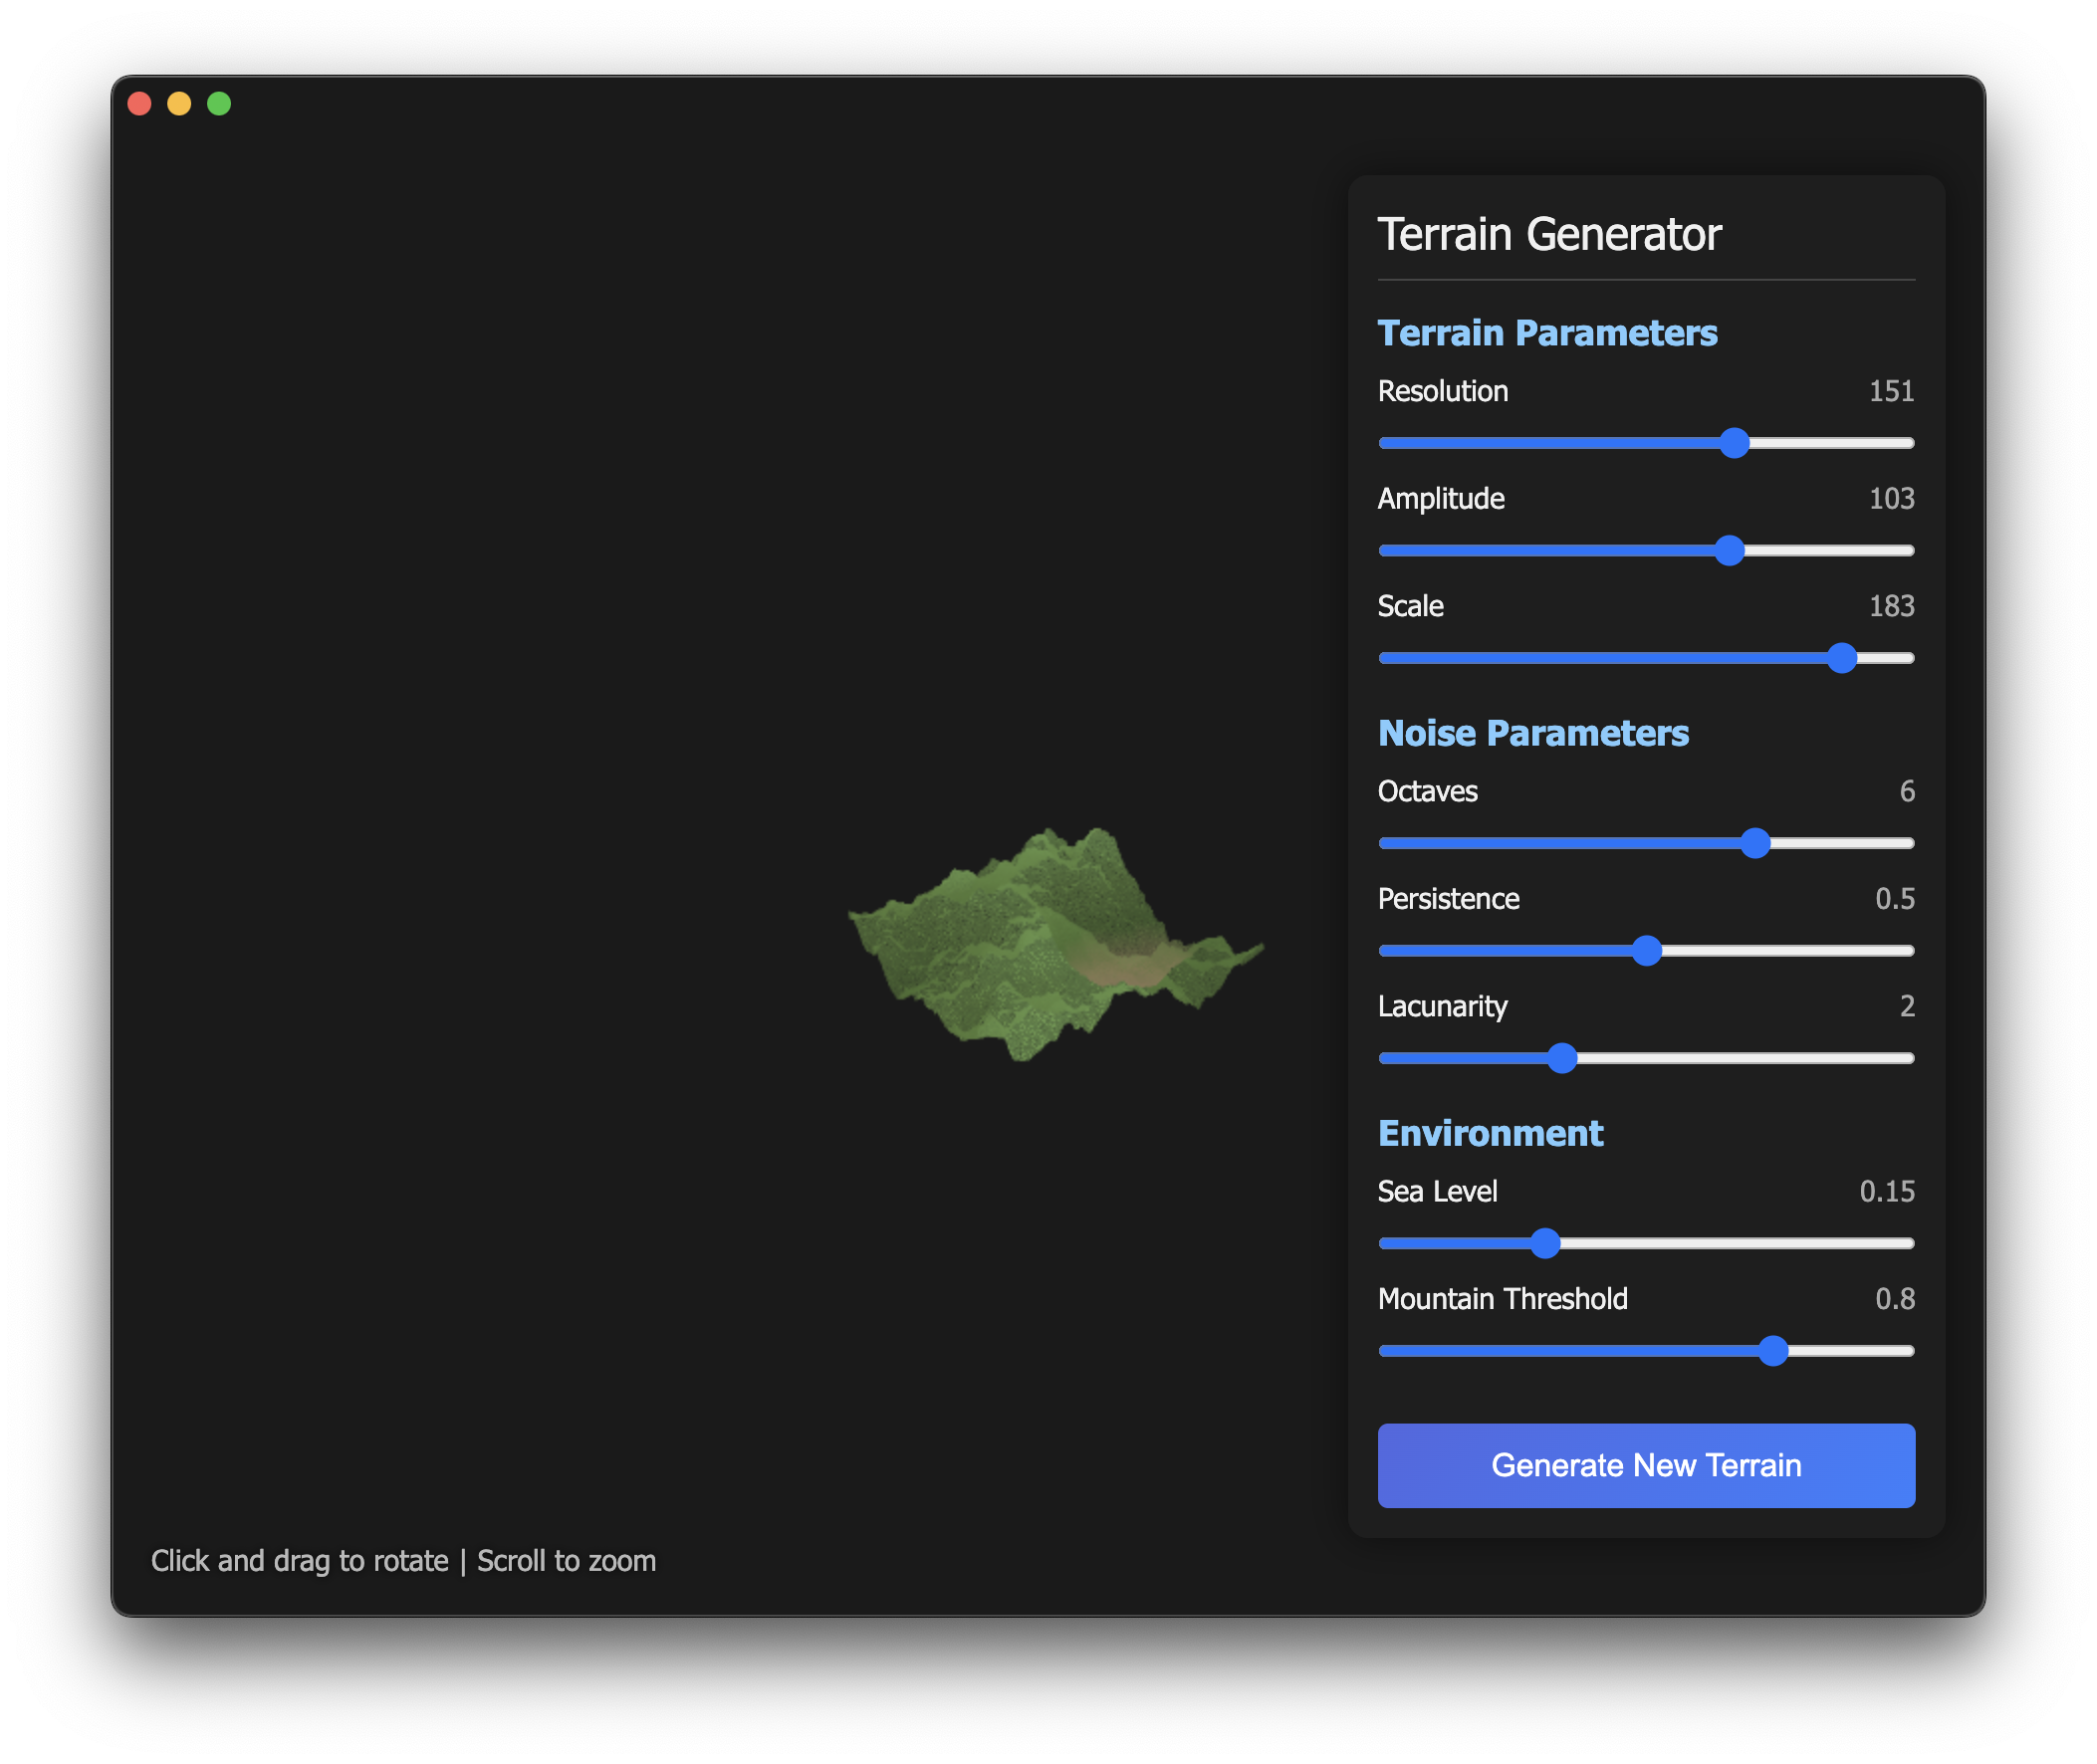 Terrain Generator
Terrain Parameters
Resolution 151
Amplitude 103
Scale 183
Noise Parameters
Octaves 6
Persistence 0.5
Lacunarity 2
Environment
Sea Level 0.15
Mountain Threshold 0.8
Generate New Terrain
Click and drag to rotate | Scroll to zoom